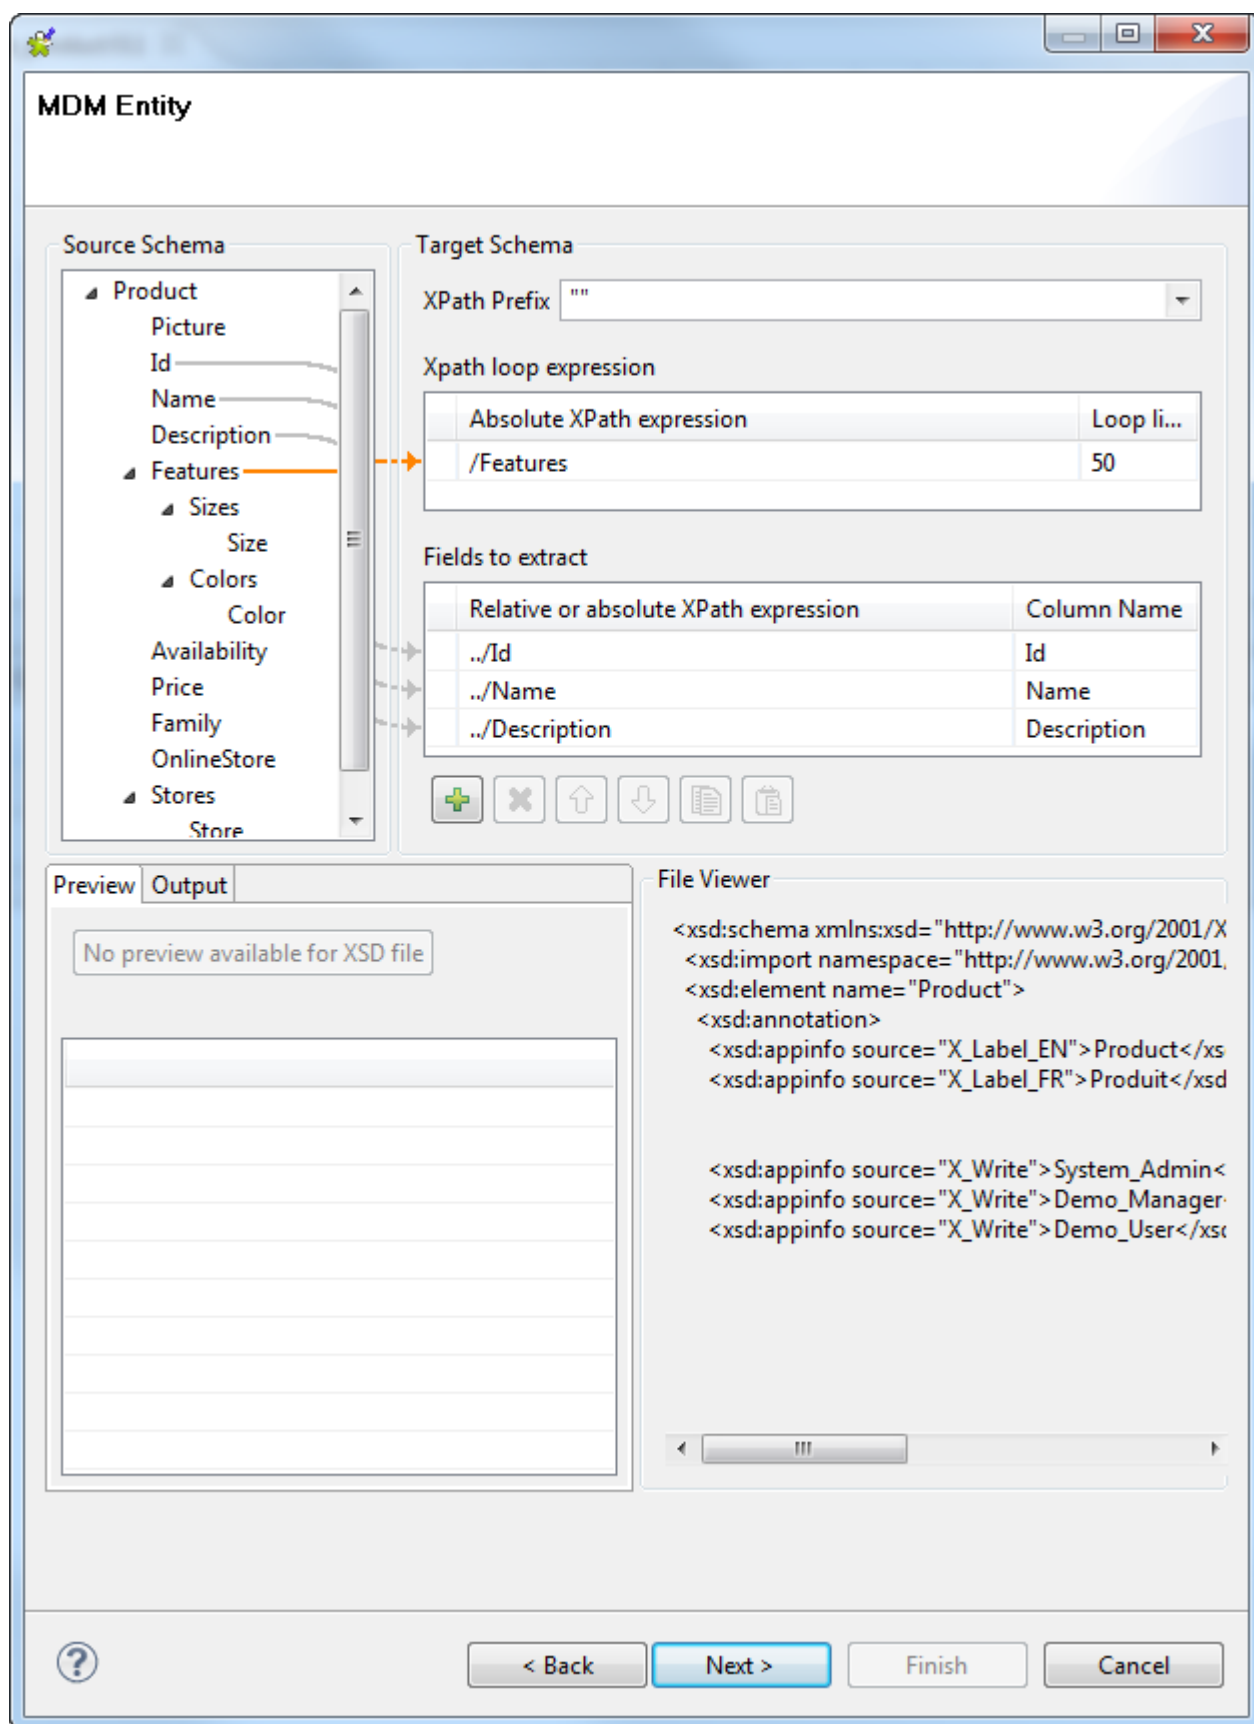 MDM Entity
Source Schema
Product
Picture
Id
Name
Description
Features
Sizes
Size
Colors
Color
Availability
Price
Family
OnlineStore
Stores
Store
Target Schema
XPath Prefix ""
Xpath loop expression
Absolute XPath expression Loop li...
/Features 50
Fields to extract
Relative or absolute XPath expression Column Name
../Id Id
../Name Name
../Description Description
Preview Output
No preview available for XSD file
File Viewer
<xsd:schema xmlns:xsd="http://www.w3.org/2001/X
<xsd:import namespace="http://www.w3.org/2001,
<xsd:element name="Product">
<xsd:annotation>
<xsd:appinfo source="X_Label_EN">Product</xs
<xsd:appinfo source="X_Label_FR">Produit</xsd
<xsd:appinfo source="X_Write">System_Admin<
<xsd:appinfo source="X_Write">Demo_Manager
<xsd:appinfo source="X_Write">Demo_User</xs
< Back Next > Finish Cancel